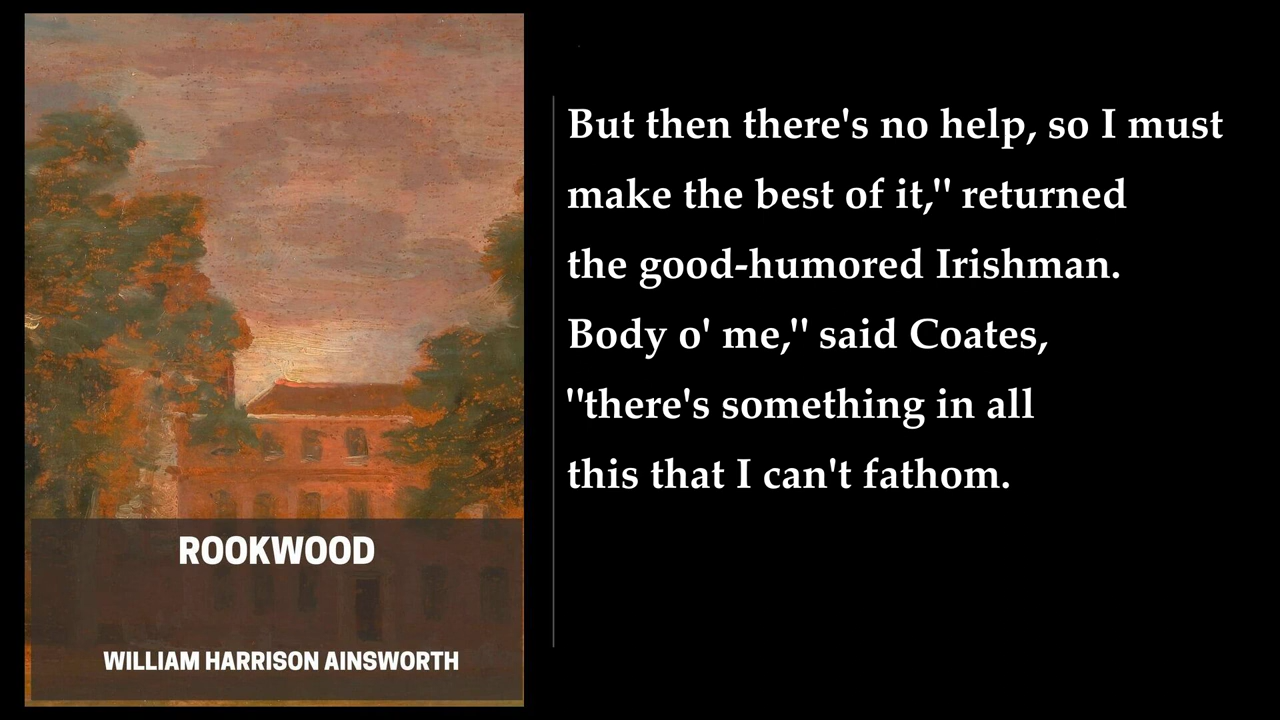 ROOKWOOD
WILLIAM HARRISON AINSWORTH
But then there's no help, so I must
make the best of it," returned
the good-humored Irishman.
Body o' me," said Coates,
"there's something in all
this that I can't fathom.